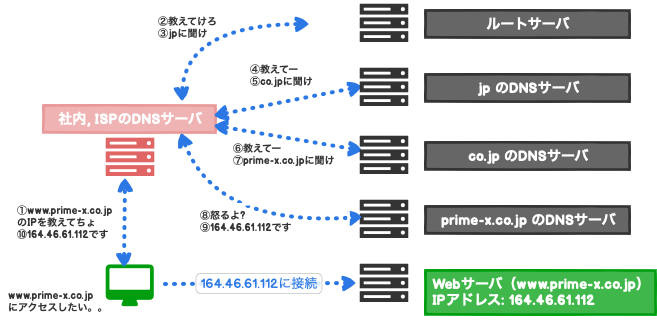 ②教えてけろ
③jpに聞け
ルートサーバ
④教えてー
⑤co.jpに聞け
jp のDNSサーバ
社内, ISPのDNSサーバ
⑥教えてー
⑦prime-x.co.jpに聞け
co.jp のDNSサーバ
①www.prime-x.co.jp
のIPを教えてちょ
⑩164.46.61.112です
⑧怒るよ?
⑨164.46.61.112です
prime-x.co.jp のDNSサーバ
www.prime-x.co.jp
にアクセスしたい。。
164.46.61.112に接続
Webサーバ（www.prime-x.co.jp）
IPアドレス: 164.46.61.112